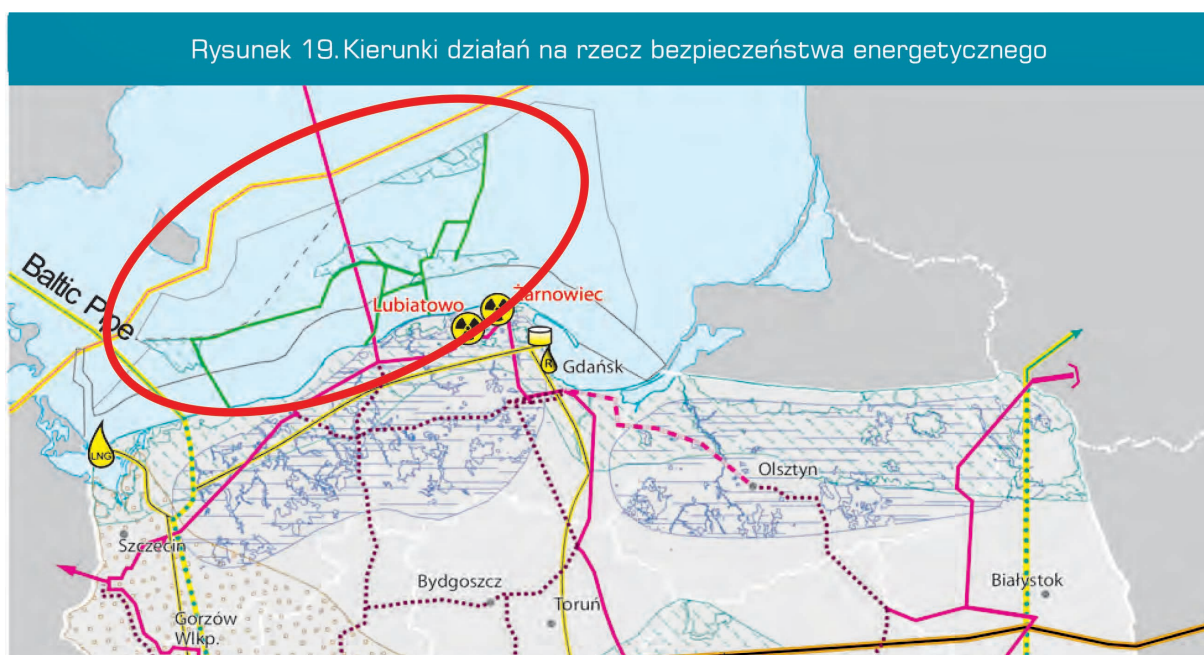 Rysunek 19. Kierunki działań na rzecz bezpieczeństwa energetycznego
Baltic Pipe
Lubiatowo
Żarnowiec
R
Gdańsk
LNG
Olsztyn
Szczecin
Bydgoszcz
Białystok
Toruń
Gorzów
Wlkp.